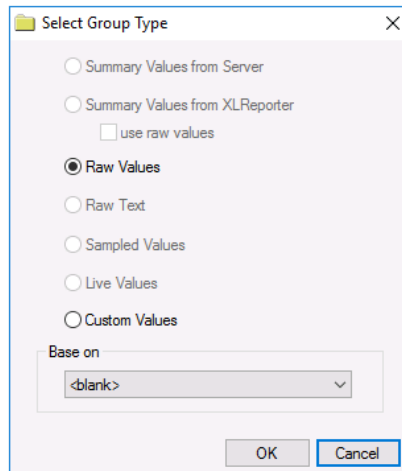 Select Group Type
Summary Values from Server
Summary Values from XLReporter
use raw values
Raw Values
Raw Text
Sampled Values
Live Values
Custom Values
Base on
<blank>
OK Cancel